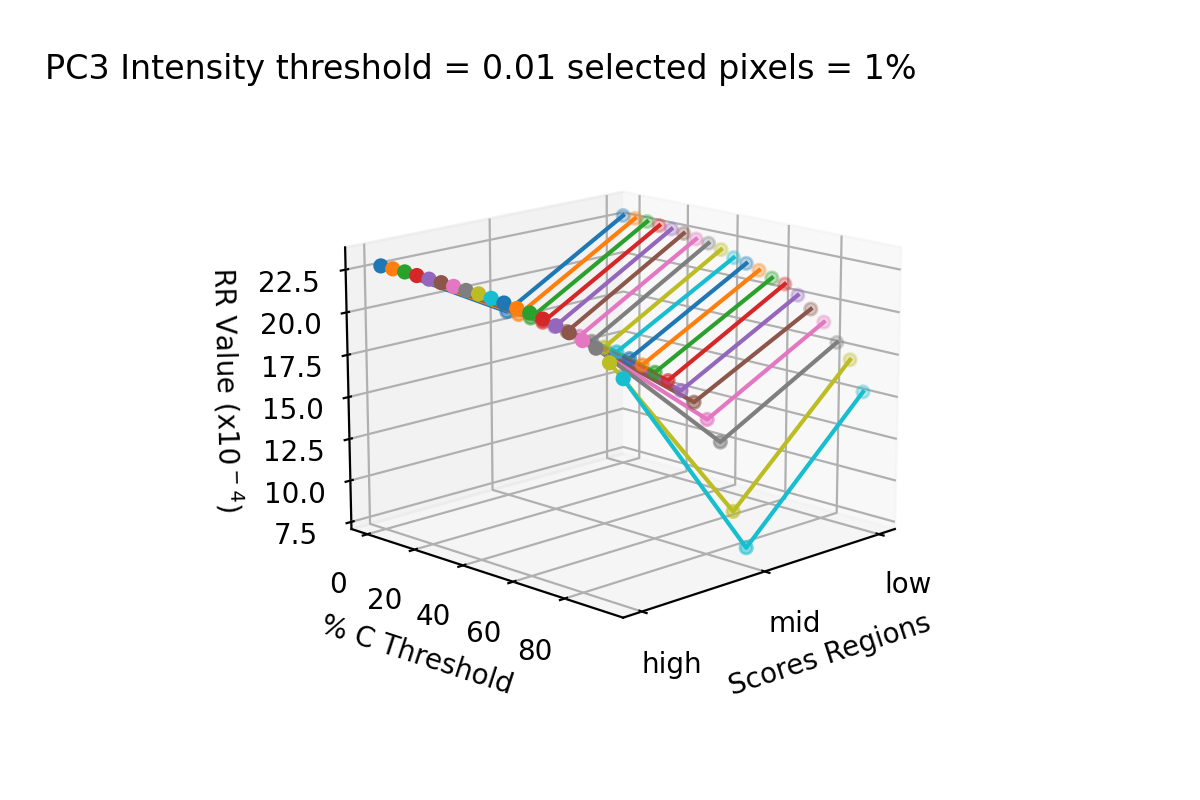 PC3 Intensity threshold = 0.01 selected pixels = 1%
RR Value (x10⁻⁴)
22.5
20.0
17.5
15.0
12.5
10.0
7.5
0
20
40
60
80
% C Threshold
high
mid
low
Scores Regions